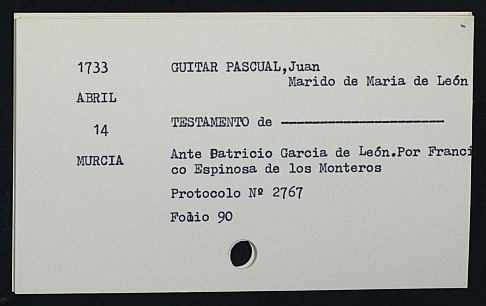 1733 GUITAR PASCUAL,Juan
Marido de Maria de León
ABRIL
14 TESTAMENTO de ---------------------
MURCIA Ante Patricio Garcia de León.Por Franci
co Espinosa de los Monteros
Protocolo Nº 2767
Folio 90